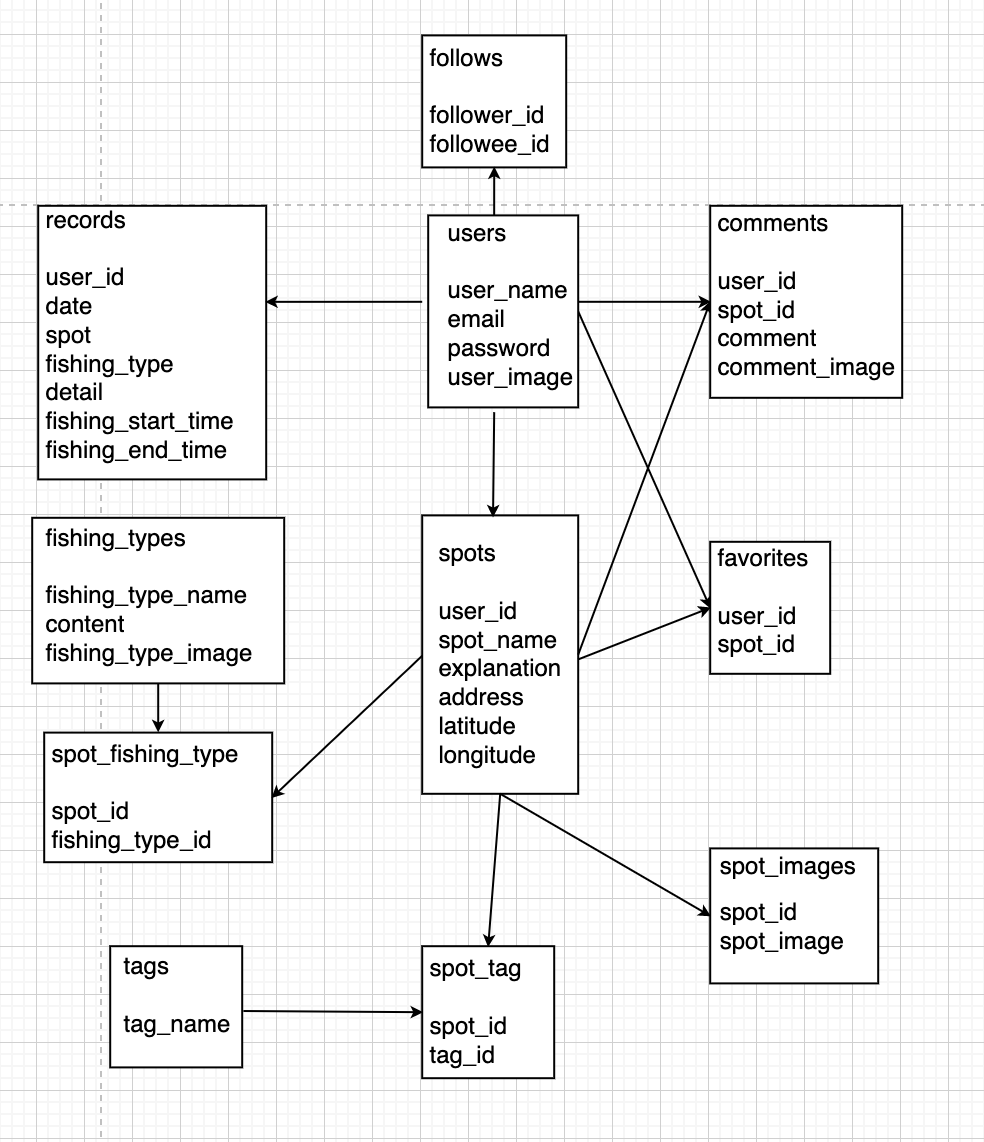 follows
follower_id
followee_id
records
user_id
date
spot
fishing_type
detail
fishing_start_time
fishing_end_time
users
user_name
email
password
user_image
comments
user_id
spot_id
comment
comment_image
fishing_types
fishing_type_name
content
fishing_type_image
spots
user_id
spot_name
explanation
address
latitude
longitude
favorites
user_id
spot_id
spot_fishing_type
spot_id
fishing_type_id
spot_images
spot_id
spot_image
tags
tag_name
spot_tag
spot_id
tag_id